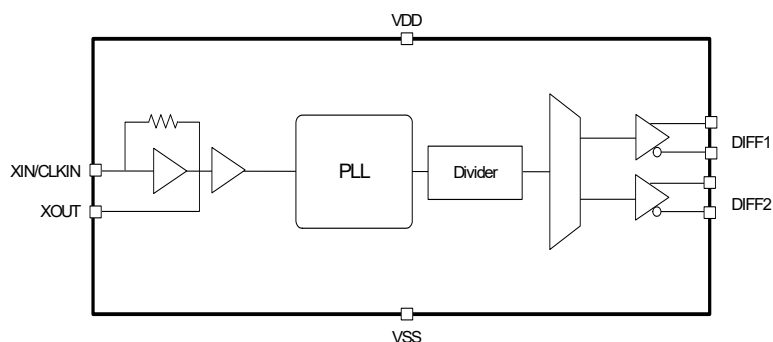 VDD
XIN/CLKIN
XOUT
PLL
Divider
DIFF1
DIFF2
VSS